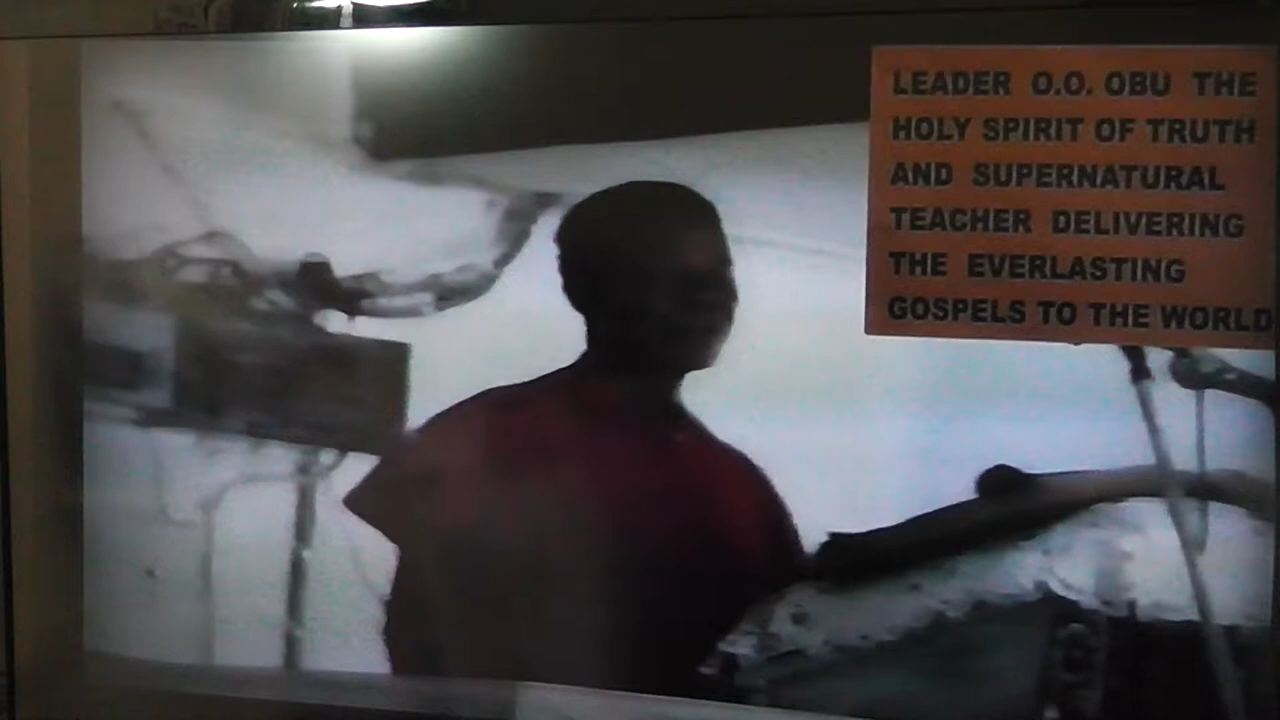 LEADER O.O. OBU THE
HOLY SPIRIT OF TRUTH
AND SUPERNATURAL
TEACHER DELIVERING
THE EVERLASTING
GOSPELS TO THE WORLD